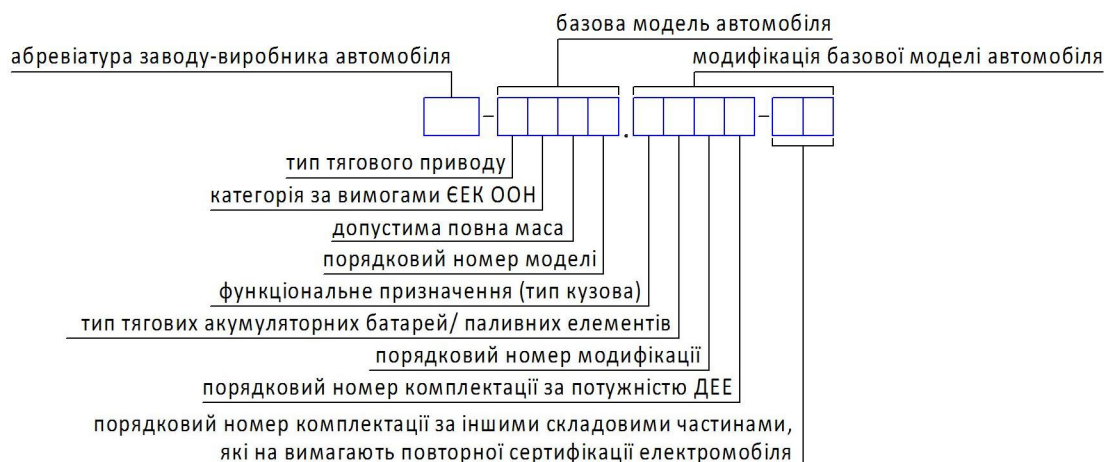 базова модель автомобіля
абревіатура заводу-виробника автомобіля
модифікація базової моделі автомобіля
тип тягового приводу
категорія за вимогами ЄЕК ООН
допустима повна маса
порядковий номер моделі
функціональне призначення (тип кузова)
тип тягових акумуляторних батарей/ паливних елементів
порядковий номер модифікації
порядковий номер комплектації за потужністю ДЕЕ
порядковий номер комплектації за іншими складовими частинами,
які на вимагають повторної сертифікації електромобіля